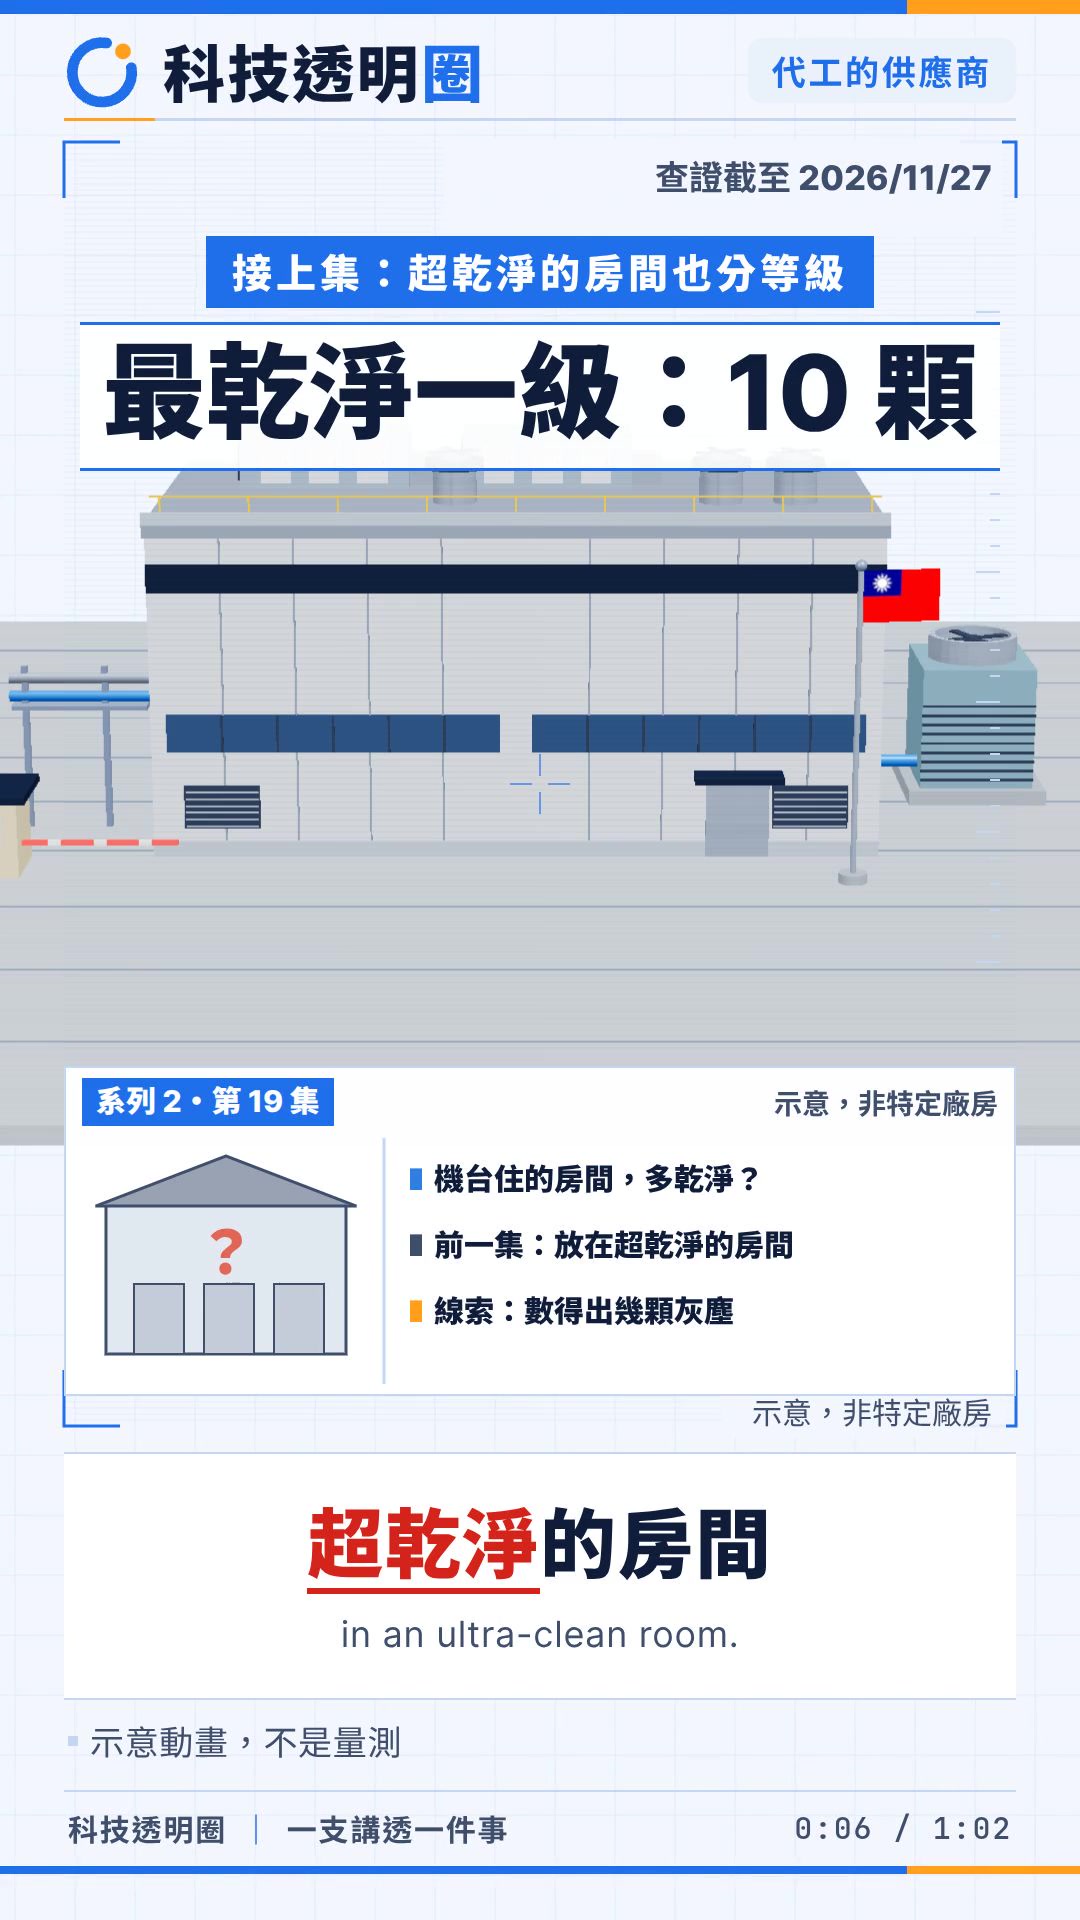 科技透明圈
代工的供應商
查證截至 2026/11/27
接上集：超乾淨的房間也分等級
最乾淨一級：10 顆
系列 2・第 19 集
示意，非特定廠房
?
機台住的房間，多乾淨？
前一集：放在超乾淨的房間
線索：數得出幾顆灰塵
示意，非特定廠房
超乾淨的房間
in an ultra-clean room.
示意動畫，不是量測
科技透明圈｜一支講透一件事
0:06 / 1:02